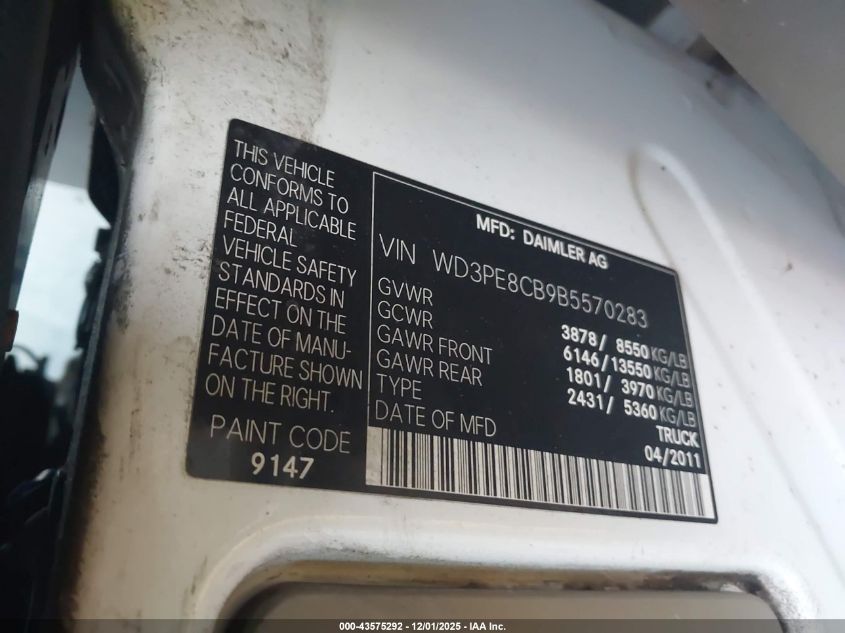 THIS VEHICLE
CONFORMS TO
ALL APPLICABLE
FEDERAL
VEHICLE SAFETY
STANDARDS IN
EFFECT ON THE
DATE OF MANU-
FACTURE SHOWN
ON THE RIGHT.
PAINT CODE
9147
MFD: DAIMLER AG
VIN WD3PE8CB9B5570283
GVWR 3878/ 8550 KG/LB
GCWR 6146/13550 KG/LB
GAWR FRONT 1801/ 3970 KG/LB
GAWR REAR 2431/ 5360 KG/LB
TYPE TRUCK
DATE OF MFD 04/2011
000-43575292 - 12/01/2025 - IAA Inc.